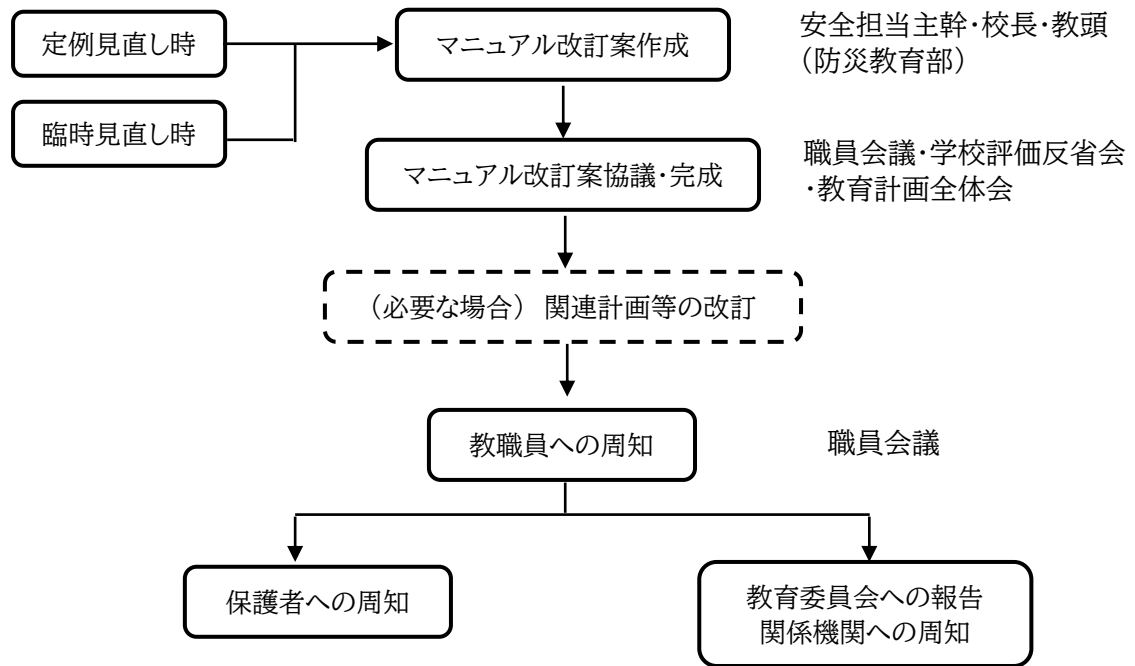 定例見直し時
マニュアル改訂案作成
安全担当主幹・校長・教頭
（防災教育部）
臨時見直し時
マニュアル改訂案協議・完成
職員会議・学校評価反省会
・教育計画全体会
（必要な場合） 関連計画等の改訂
教職員への周知
職員会議
保護者への周知
教育委員会への報告
関係機関への周知